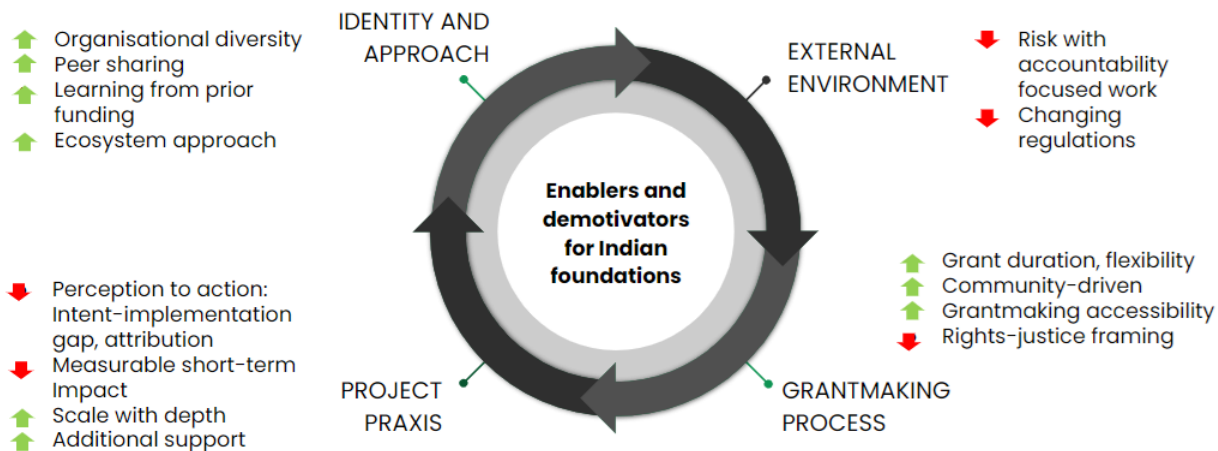 IDENTITY AND
APPROACH
Organisational diversity
Peer sharing
Learning from prior
funding
Ecosystem approach
EXTERNAL
ENVIRONMENT
Risk with
accountability
focused work
Changing
regulations
Enablers and
demotivators
for Indian
foundations
Grant duration, flexibility
Community-driven
Grantmaking accessibility
Rights-justice framing
GRANTMAKING
PROCESS
Perception to action:
Intent-implementation
gap, attribution
Measurable short-term
Impact
Scale with depth
Additional support
PROJECT
PRAXIS